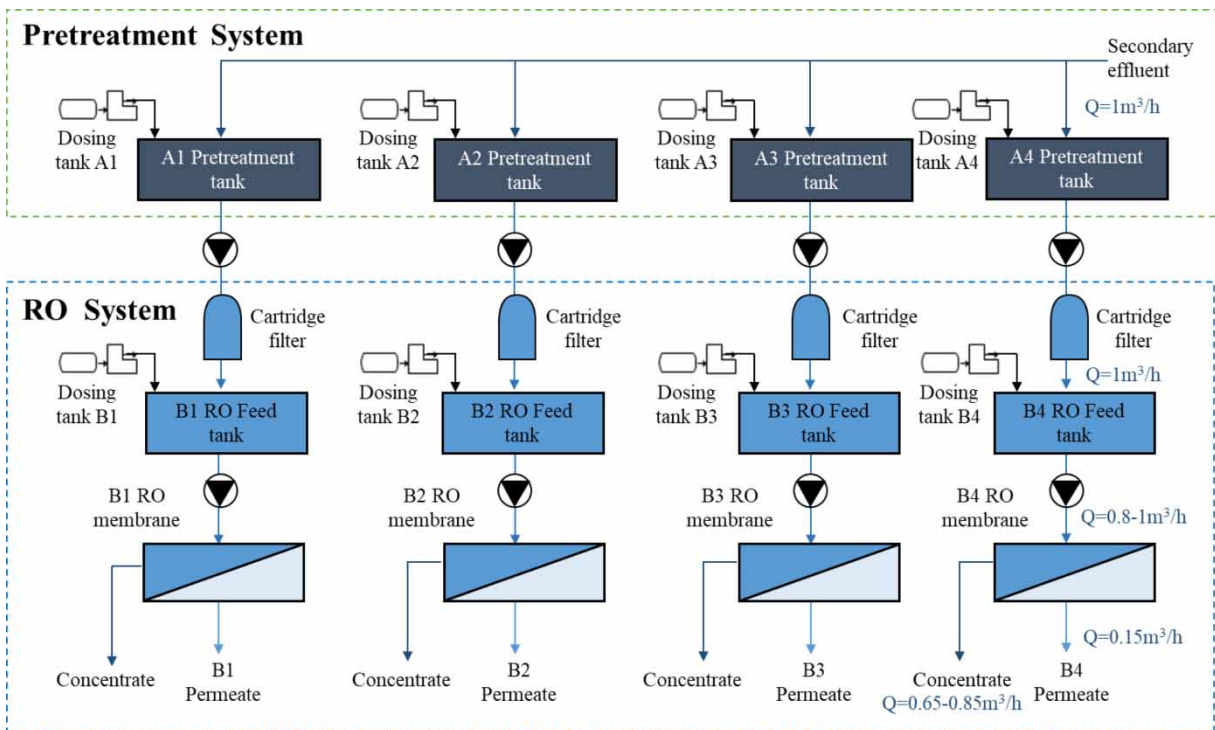 Pretreatment System
Secondary
effluent
Q=1m³/h
Dosing
tank A1
A1 Pretreatment
tank
Dosing
tank A2
A2 Pretreatment
tank
Dosing
tank A3
A3 Pretreatment
tank
Dosing
tank A4
A4 Pretreatment
tank
RO System
Cartridge
filter
Cartridge
filter
Cartridge
filter
Cartridge
filter
Q=1m³/h
Dosing
tank B1
B1 RO Feed
tank
Dosing
tank B2
B2 RO Feed
tank
Dosing
tank B3
B3 RO Feed
tank
Dosing
tank B4
B4 RO Feed
tank
B1 RO
membrane
B2 RO
membrane
B3 RO
membrane
B4 RO
membrane
Q=0.8-1m³/h
Q=0.15m³/h
Concentrate
B1
Permeate
Concentrate
B2
Permeate
Concentrate
B3
Permeate
Concentrate
Q=0.65-0.85m³/h
B4
Permeate